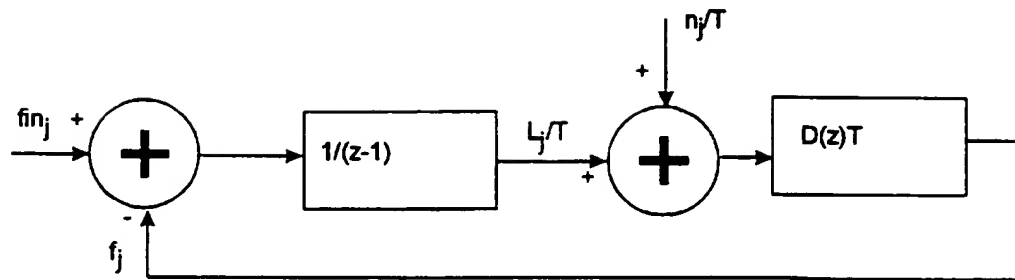 n_j/T
+
fin_j +
1/(z-1)
L_j/T
+
D(z)T
-
f_j